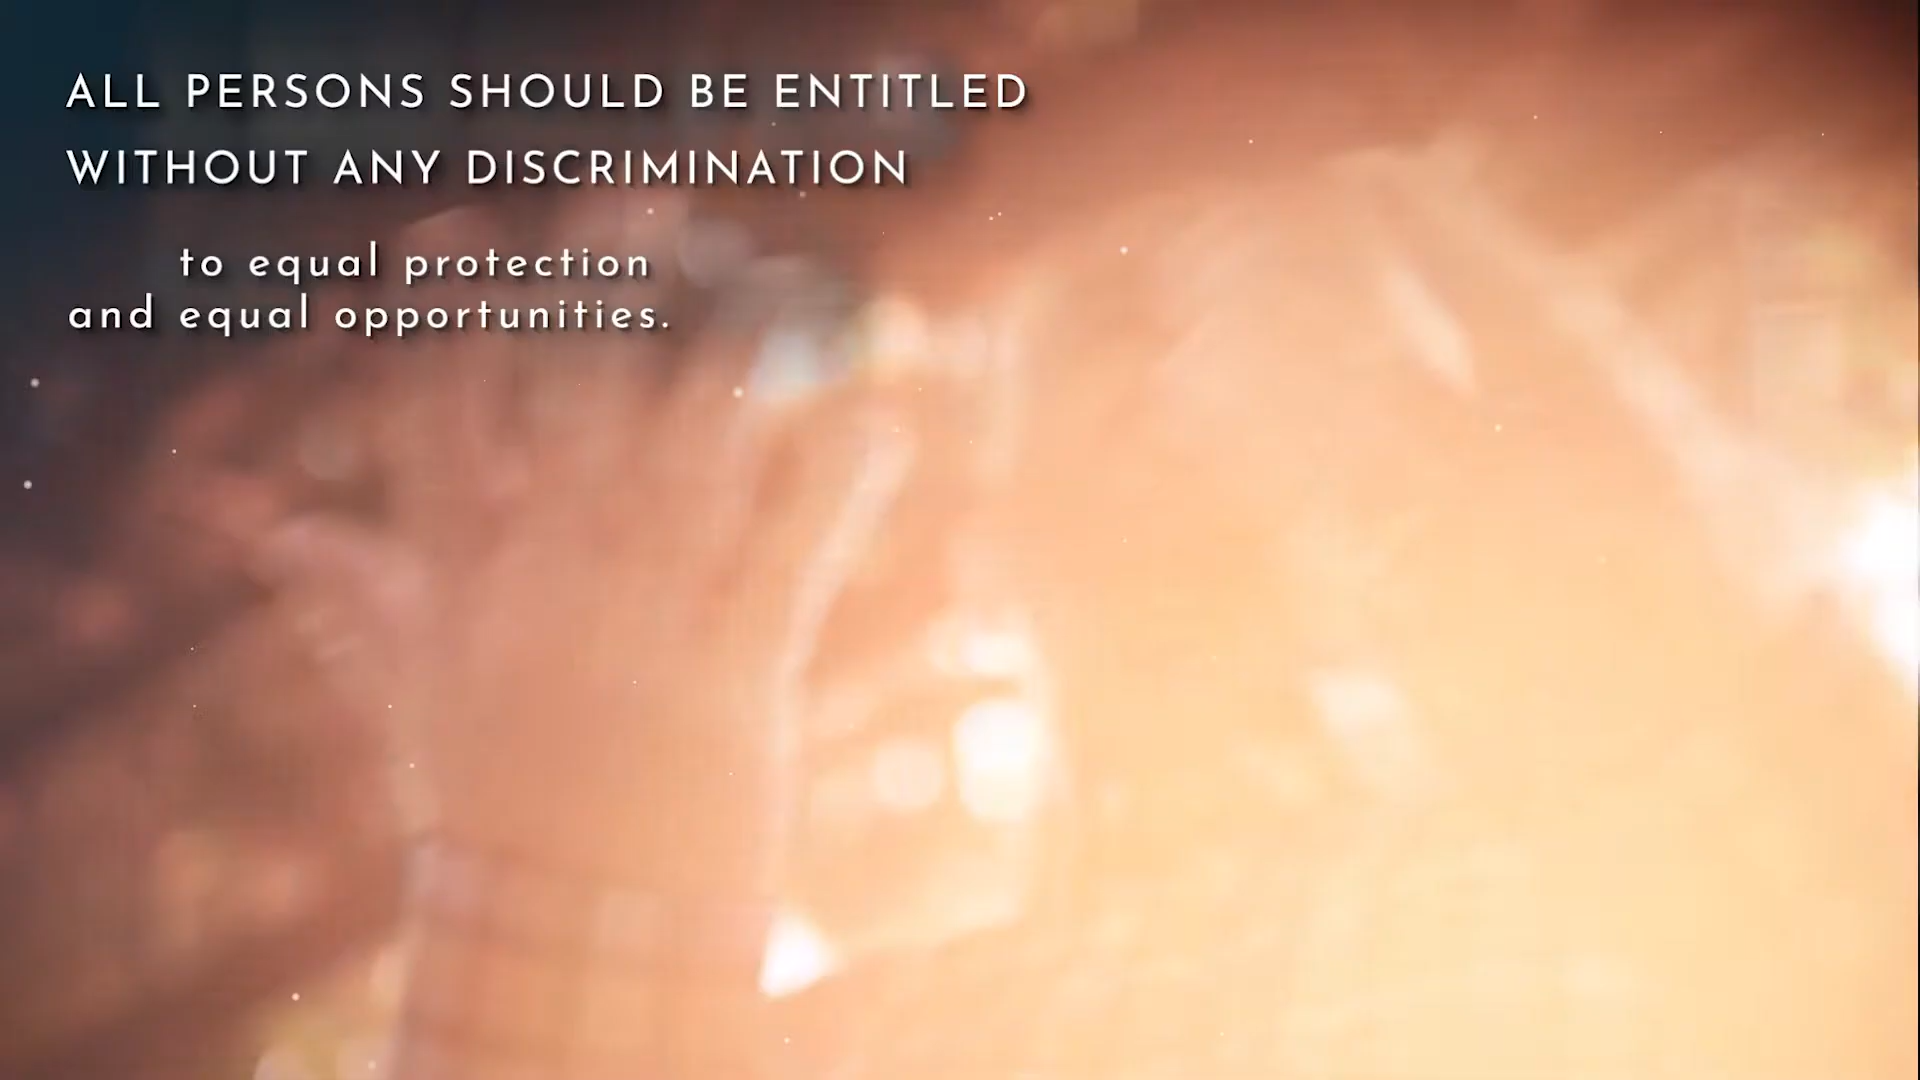 ALL PERSONS SHOULD BE ENTITLED
WITHOUT ANY DISCRIMINATION
to equal protection
and equal opportunities.